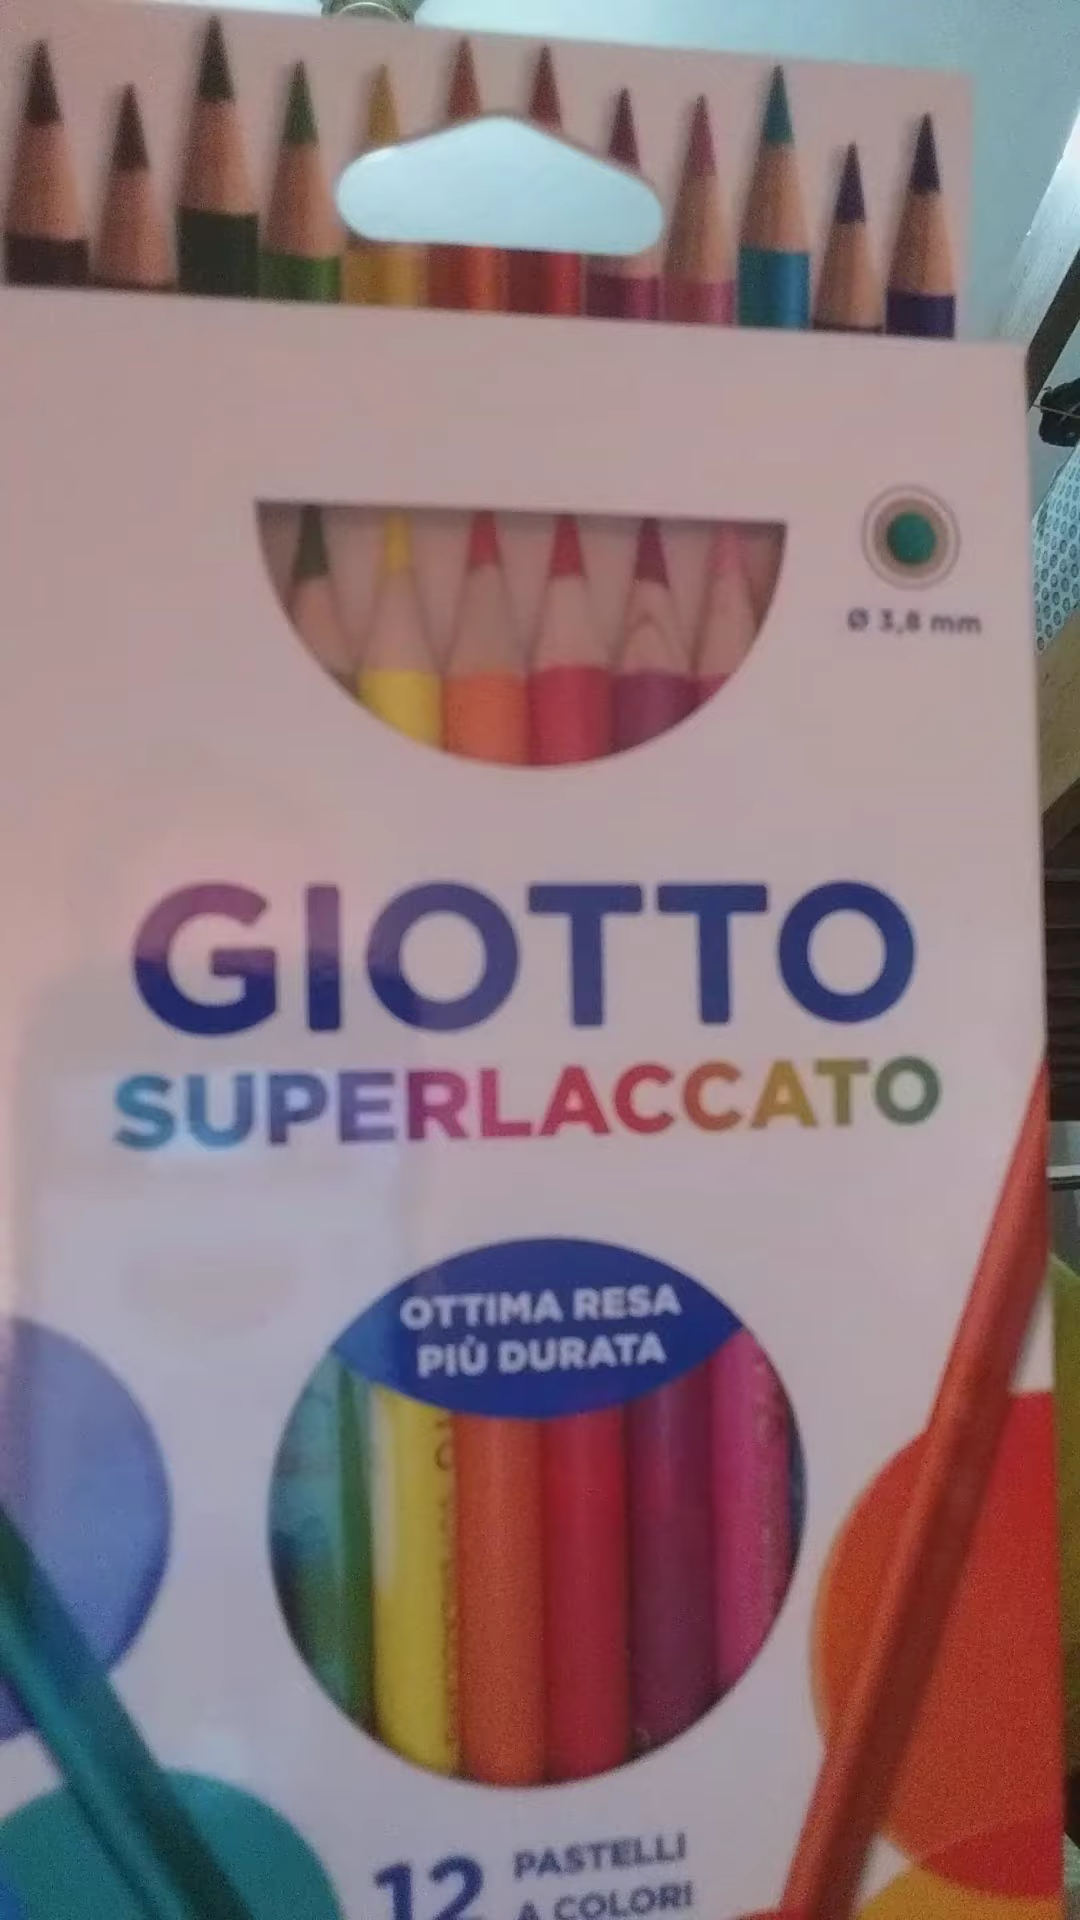 Ø 3,8 mm
GIOTTO
SUPERLACCATO
OTTIMA RESA
PIÙ DURATA
12 PASTELLI
A COLORI